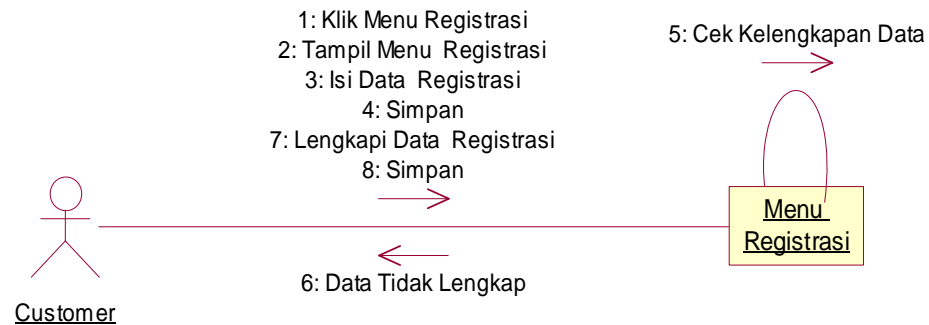 1: Klik Menu Registrasi
2: Tampil Menu Registrasi
3: Isi Data Registrasi
4: Simpan
7: Lengkapi Data Registrasi
8: Simpan
5: Cek Kelengkapan Data
Menu
Registrasi
6: Data Tidak Lengkap
Customer